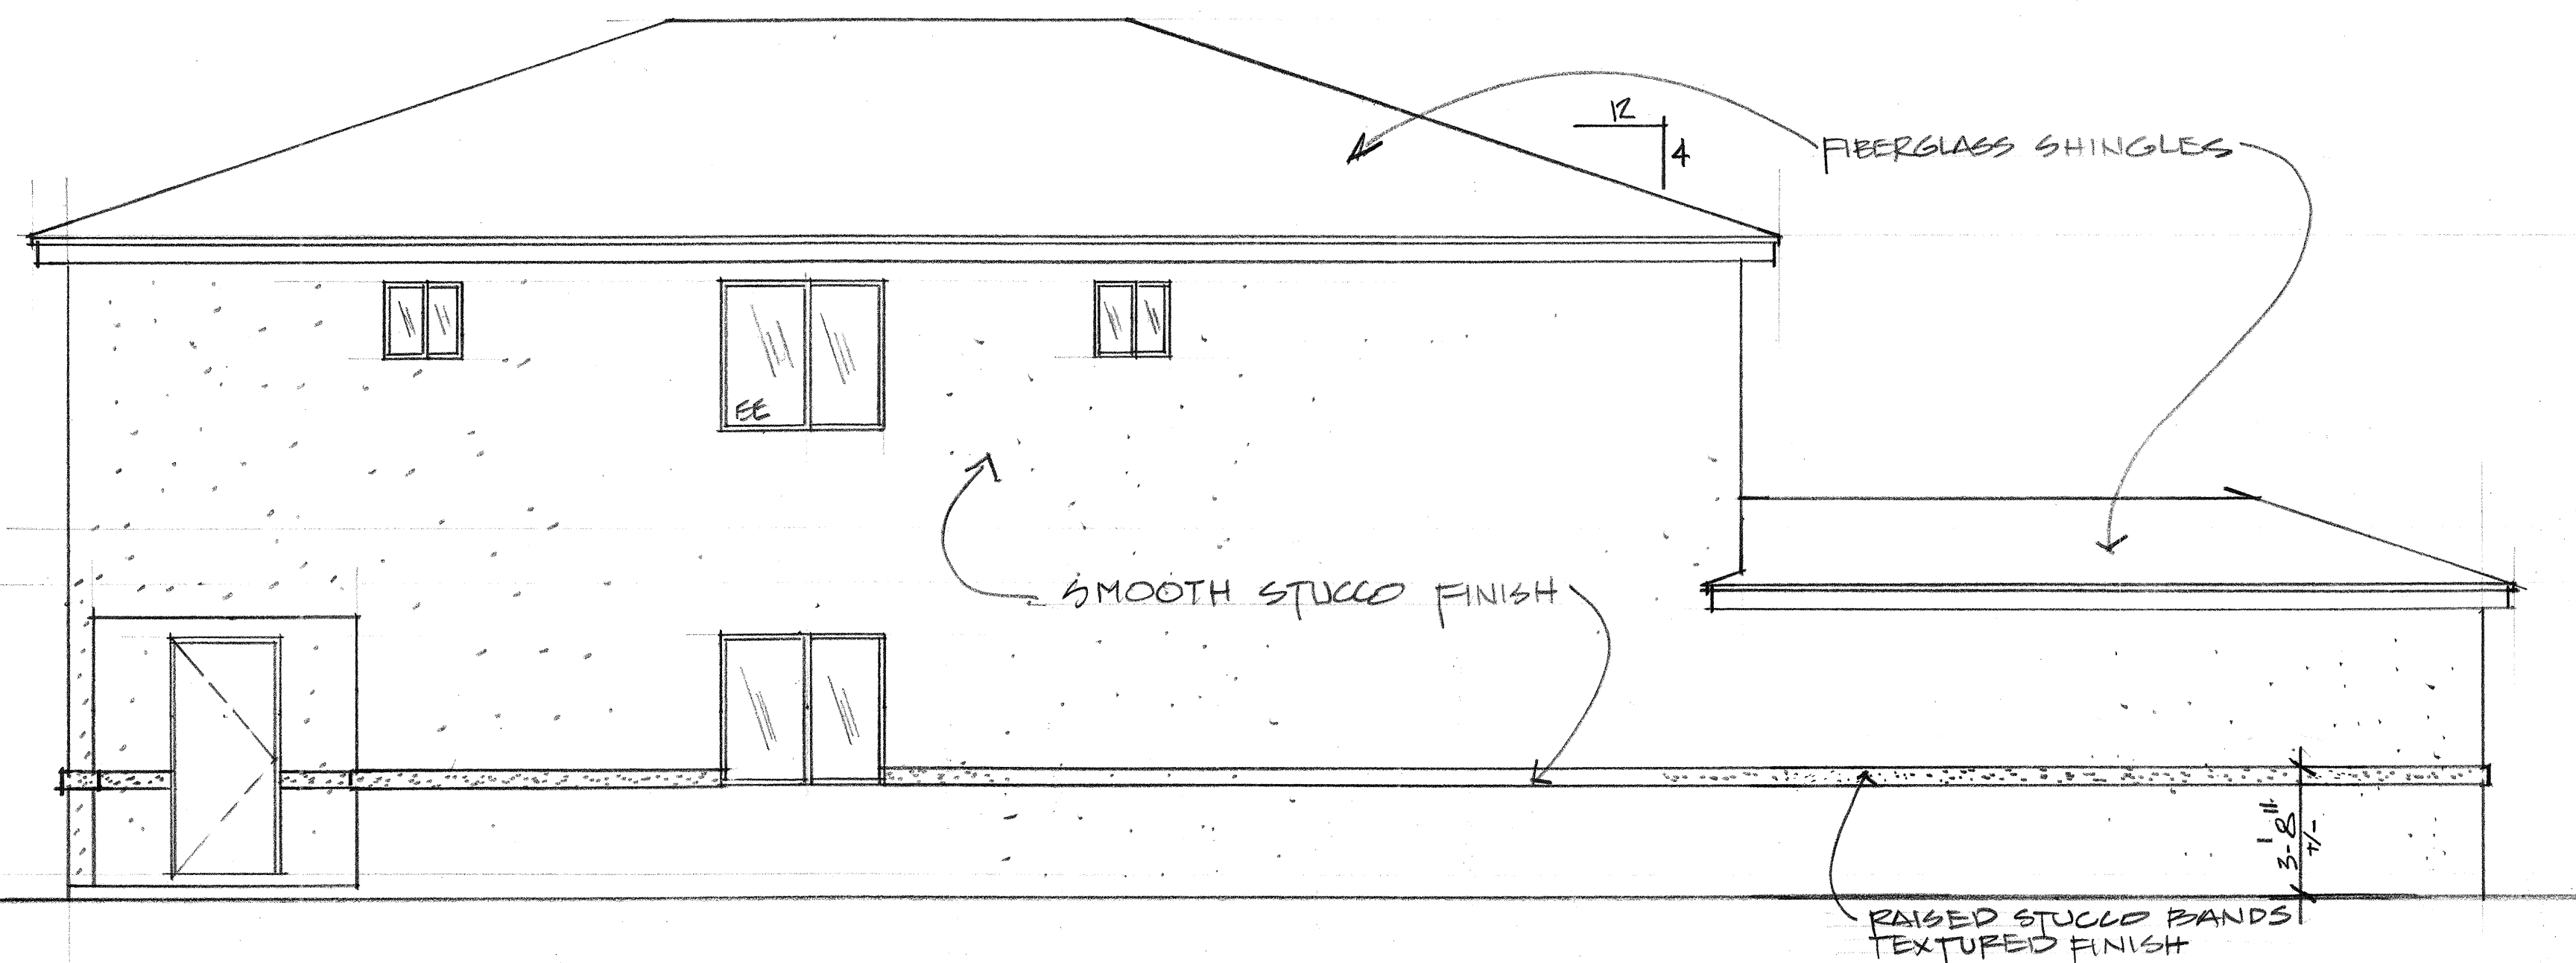 12
4
FIBERGLASS SHINGLES
EE
SMOOTH STUCCO FINISH
3'-8"
+/-
RAISED STUCCO BANDS
TEXTURED FINISH